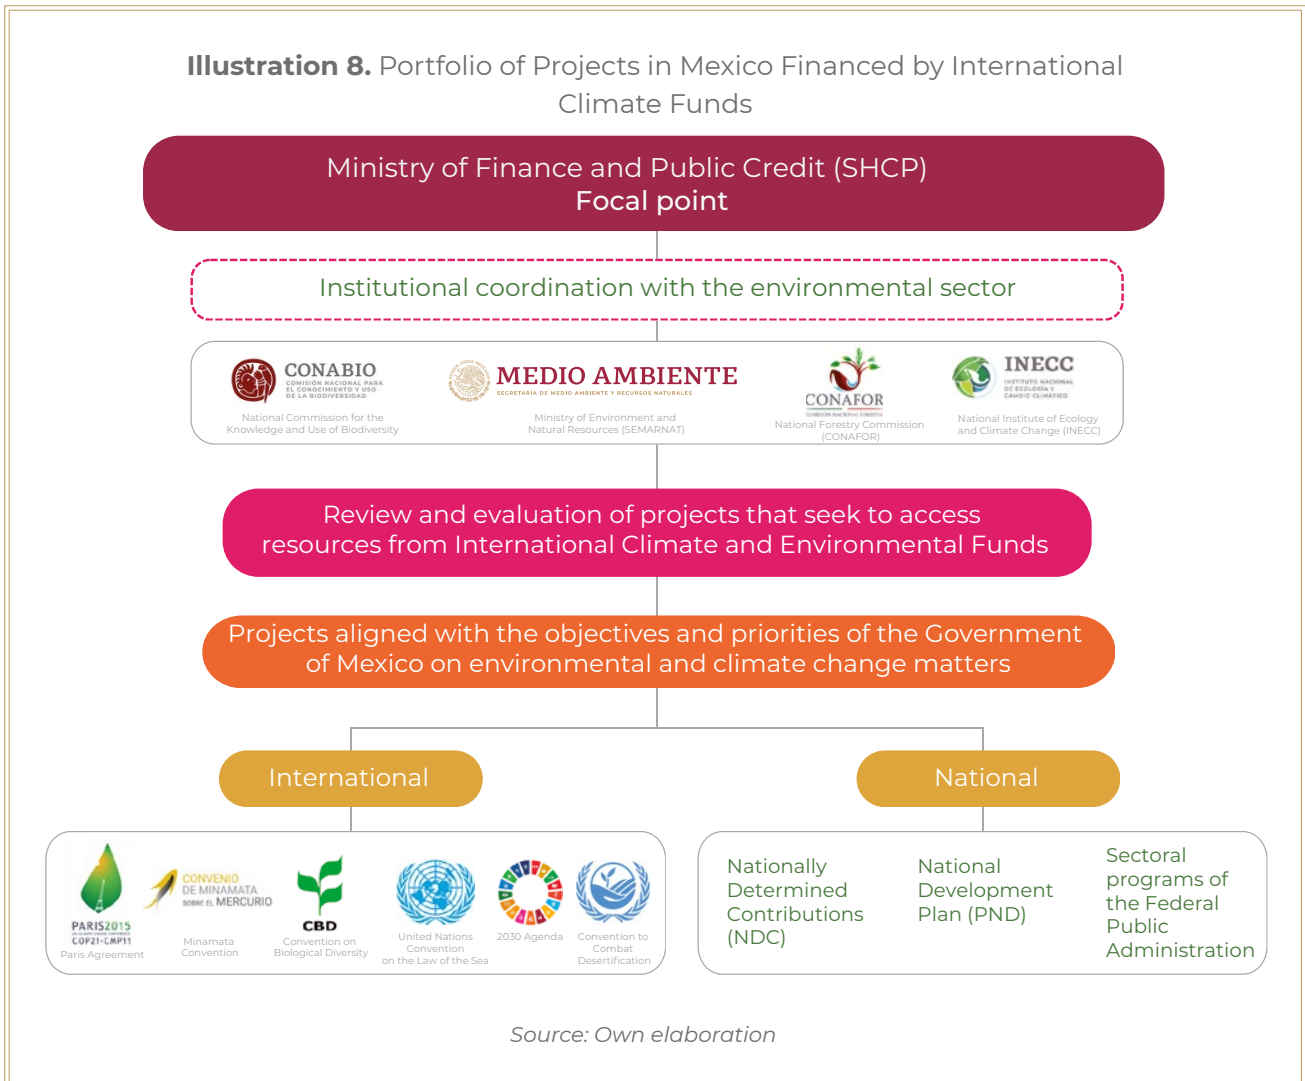 Illustration 8. Portfolio of Projects in Mexico Financed by International
Climate Funds
Ministry of Finance and Public Credit (SHCP)
Focal point
Institutional coordination with the environmental sector
CONABIO
COMISIÓN NACIONAL PARA
EL CONOCIMIENTO Y USO
DE LA BIODIVERSIDAD
National Commission for the
Knowledge and Use of Biodiversity
MEDIO AMBIENTE
SECRETARÍA DE MEDIO AMBIENTE Y RECURSOS NATURALES
Ministry of Environment and
Natural Resources (SEMARNAT)
CONAFOR
COMISIÓN NACIONAL FORESTAL
National Forestry Commission
(CONAFOR)
INECC
INSTITUTO NACIONAL
DE ECOLOGÍA Y
CAMBIO CLIMÁTICO
National Institute of Ecology
and Climate Change (INECC)
Review and evaluation of projects that seek to access
resources from International Climate and Environmental Funds
Projects aligned with the objectives and priorities of the Government
of Mexico on environmental and climate change matters
International
National
PARIS2015
UN CLIMATE CHANGE CONFERENCE
COP21·CMP11
Paris Agreement
CONVENIO
DE MINAMATA
SOBRE EL MERCURIO
Minamata
Convention
CBD
Convention on
Biological Diversity
United Nations
Convention
on the Law of the Sea
2030 Agenda
Convention to
Combat
Desertification
Nationally
Determined
Contributions
(NDC)
National
Development
Plan (PND)
Sectoral
programs of
the Federal
Public
Administration
Source: Own elaboration